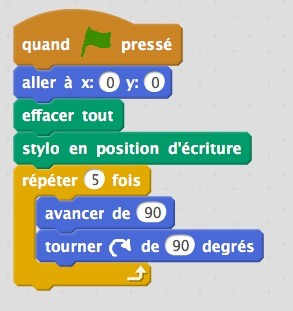 quand pressé
aller à x: 0 y: 0
effacer tout
stylo en position d'écriture
répéter 5 fois
avancer de 90
tourner de 90 degrés